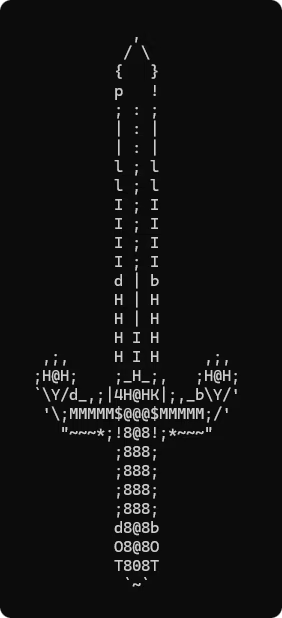 ,
/ \
{   }
p   !
; : ;
| : |
| : |
l ; l
l ; l
I ; I
I ; I
I ; I
I ; I
d | b
H | H
H | H
H I H
,;,     H I H     ,;,
;H@H;    ;_H_;,   ;H@H;
`\Y/d_,;|4H@HK|;,_b\Y/'
'\;MMMMM$@@@$MMMMM;/'
"~~~*;!8@8!;*~~~"
;888;
;888;
;888;
;888;
d8@8b
O8@8O
T808T
`~`